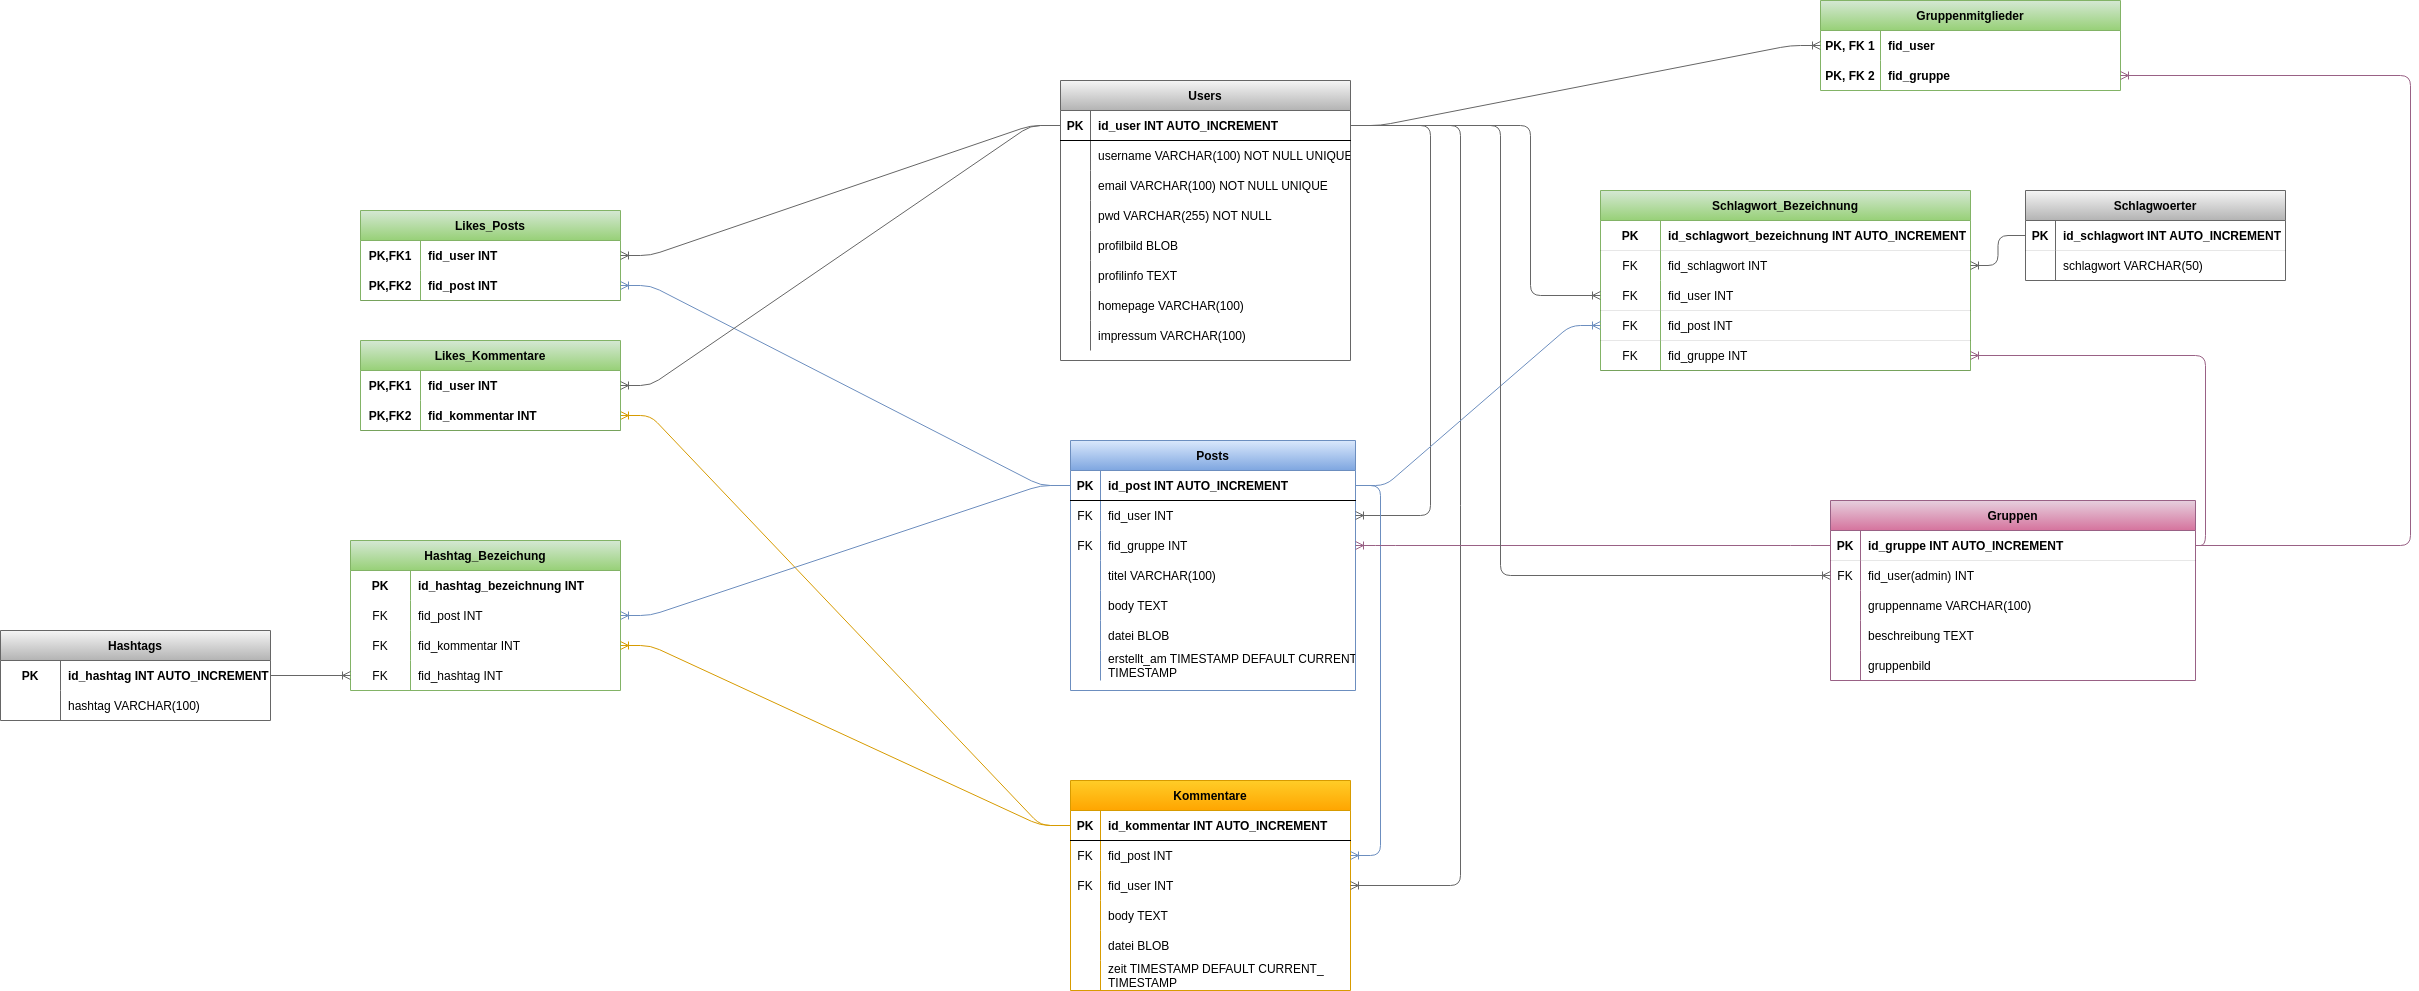 Gruppenmitglieder
PK, FK 1 fid_user
PK, FK 2 fid_gruppe
Users
PK id_user INT AUTO_INCREMENT
username VARCHAR(100) NOT NULL UNIQUE
email VARCHAR(100) NOT NULL UNIQUE
pwd VARCHAR(255) NOT NULL
profilbild BLOB
profilinfo TEXT
homepage VARCHAR(100)
impressum VARCHAR(100)
Schlagwort_Bezeichnung
PK id_schlagwort_bezeichnung INT AUTO_INCREMENT
FK fid_schlagwort INT
FK fid_user INT
FK fid_post INT
FK fid_gruppe INT
Schlagwoerter
PK id_schlagwort INT AUTO_INCREMENT
schlagwort VARCHAR(50)
Likes_Posts
PK,FK1 fid_user INT
PK,FK2 fid_post INT
Likes_Kommentare
PK,FK1 fid_user INT
PK,FK2 fid_kommentar INT
Posts
PK id_post INT AUTO_INCREMENT
FK fid_user INT
FK fid_gruppe INT
titel VARCHAR(100)
body TEXT
datei BLOB
erstellt_am TIMESTAMP DEFAULT CURRENT
TIMESTAMP
Gruppen
PK id_gruppe INT AUTO_INCREMENT
FK fid_user(admin) INT
gruppenname VARCHAR(100)
beschreibung TEXT
gruppenbild
Hashtag_Bezeichung
PK id_hashtag_bezeichnung INT
FK fid_post INT
FK fid_kommentar INT
FK fid_hashtag INT
Hashtags
PK id_hashtag INT AUTO_INCREMENT
hashtag VARCHAR(100)
Kommentare
PK id_kommentar INT AUTO_INCREMENT
FK fid_post INT
FK fid_user INT
body TEXT
datei BLOB
zeit TIMESTAMP DEFAULT CURRENT_
TIMESTAMP